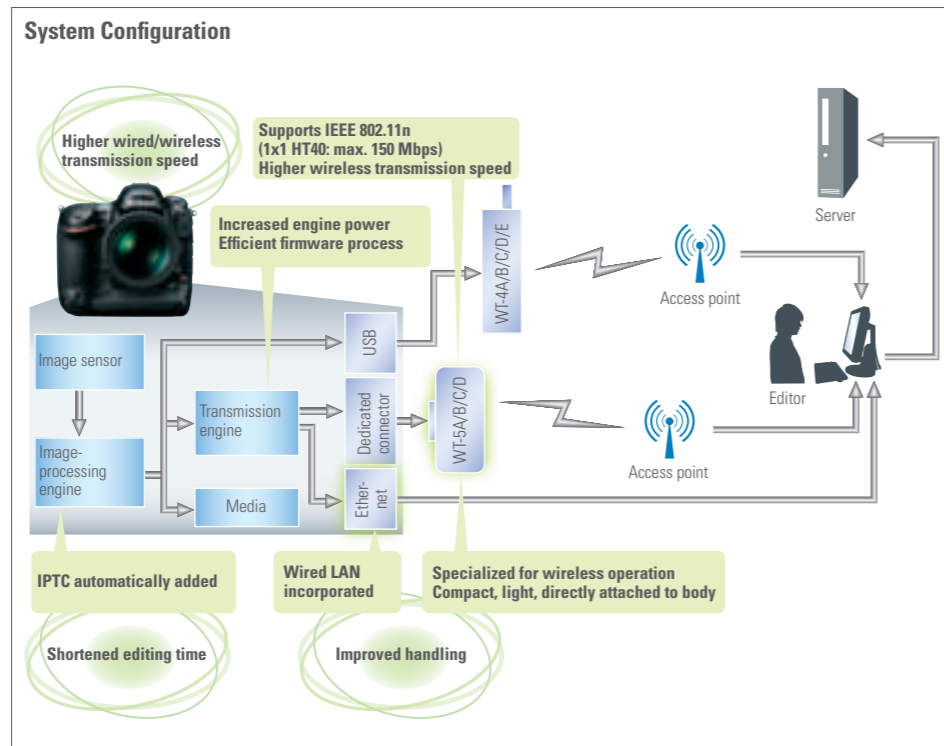 System Configuration
Higher wired/wireless
transmission speed
Supports IEEE 802.11n
(1x1 HT40: max. 150 Mbps)
Higher wireless transmission speed
Increased engine power
Efficient firmware process
WT-4A/B/C/D/E
Access point
Server
Image sensor
USB
Editor
Transmission
engine
Dedicated
connector
WT-5A/B/C/D
Access point
Image-
processing
engine
Media
Ether-
net
IPTC automatically added
Wired LAN
incorporated
Specialized for wireless operation
Compact, light, directly attached to body
Shortened editing time
Improved handling